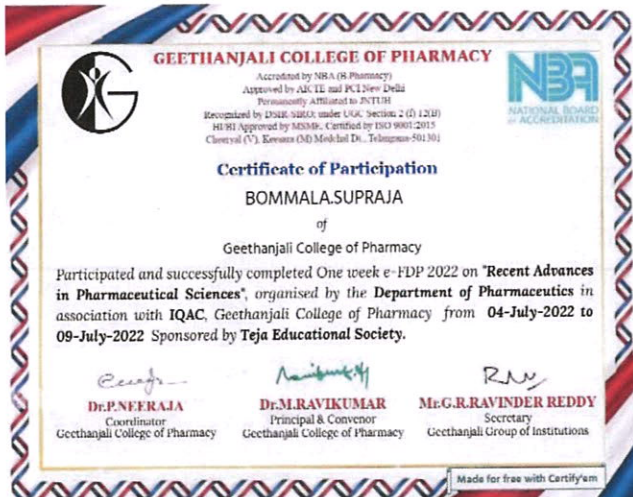 GEETHANJALI COLLEGE OF PHARMACY
Accredited by NBA (B.Pharmacy)
Approved by AICTE and PCI New Delhi
Permanently Affiliated to JNTUH
Recognized by DSIR-SIRO; under UGC Section 2 (f) 12(B)
HI/BI Approved by MSME, Certified by ISO 9001:2015
Cheeryal (V), Keesara (M) Medchal Dt., Telangana-501301
NBA
NATIONAL BOARD
of ACCREDITATION
Certificate of Participation
BOMMALA.SUPRAJA
of
Geethanjali College of Pharmacy
Participated and successfully completed One week e-FDP 2022 on "Recent Advances
in Pharmaceutical Sciences", organised by the Department of Pharmaceutics in
association with IQAC, Geethanjali College of Pharmacy from 04-July-2022 to
09-July-2022 Sponsored by Teja Educational Society.
Dr.P.NEERAJA
Coordinator
Geethanjali College of Pharmacy
Dr.M.RAVIKUMAR
Principal & Convenor
Geethanjali College of Pharmacy
Mr.G.R.RAVINDER REDDY
Secretary
Geethanjali Group of Institutions
Made for free with Certify'em